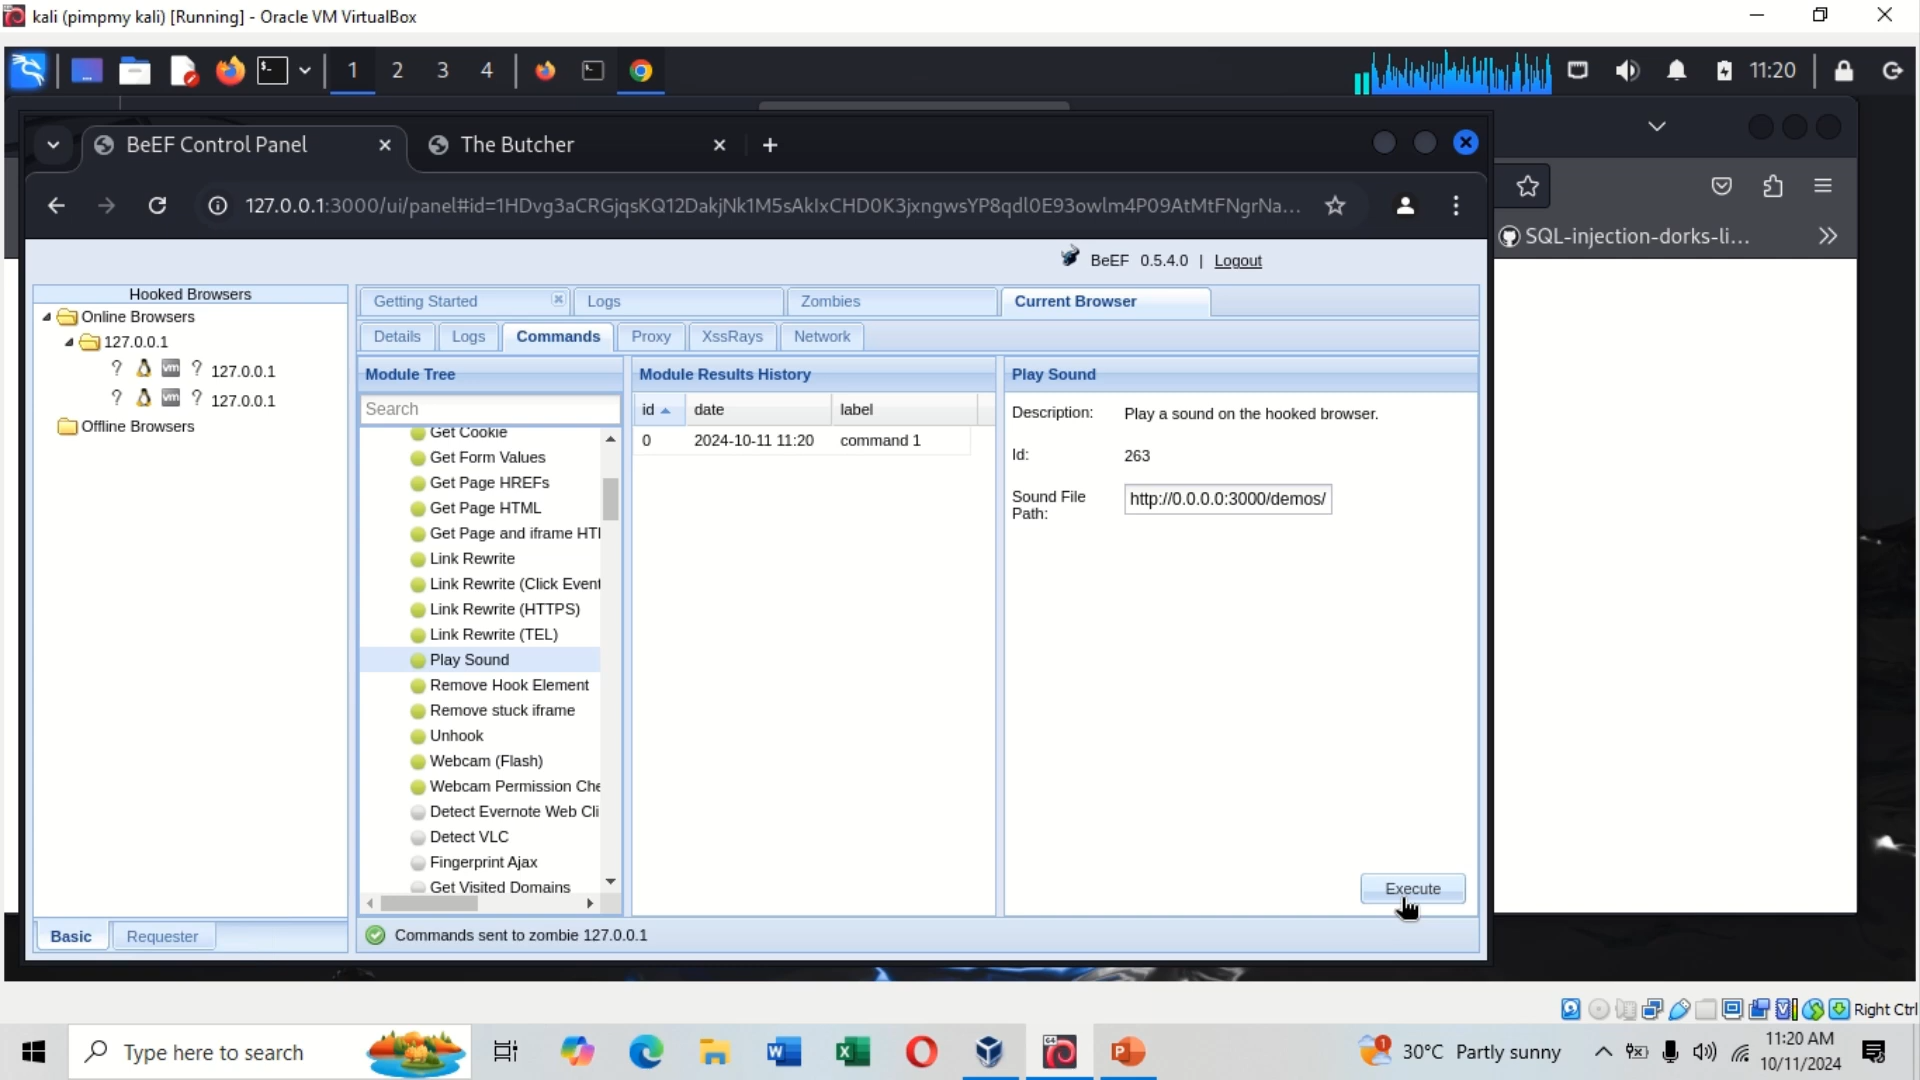 kali (pimpmy kali) [Running] - Oracle VM VirtualBox
1 2 3 4 11:20
BeEF Control Panel
The Butcher
127.0.0.1:3000/ui/panel#id=1HDvg3aCRGjqsKQ12DakjNk1M5sAkIxCHD0K3jxngwsYP8qdl0E93owlm4P09AtMtFNgrNa...
SQL-injection-dorks-li...
BeEF 0.5.4.0 | Logout
Hooked Browsers
Online Browsers
127.0.0.1
? vm ? 127.0.0.1
? vm ? 127.0.0.1
Offline Browsers
Basic
Requester
Getting Started
Logs
Zombies
Current Browser
Details
Logs
Commands
Proxy
XssRays
Network
Module Tree
Search
Get Cookie
Get Form Values
Get Page HREFs
Get Page HTML
Get Page and iframe HT
Link Rewrite
Link Rewrite (Click Event
Link Rewrite (HTTPS)
Link Rewrite (TEL)
Play Sound
Remove Hook Element
Remove stuck iframe
Unhook
Webcam (Flash)
Webcam Permission Che
Detect Evernote Web Cli
Detect VLC
Fingerprint Ajax
Get Visited Domains
Module Results History
id date label
0 2024-10-11 11:20 command 1
Play Sound
Description: Play a sound on the hooked browser.
Id: 263
Sound File Path: http://0.0.0.0:3000/demos/
Execute
Commands sent to zombie 127.0.0.1
Right Ctrl
Type here to search
30°C Partly sunny
11:20 AM
10/11/2024